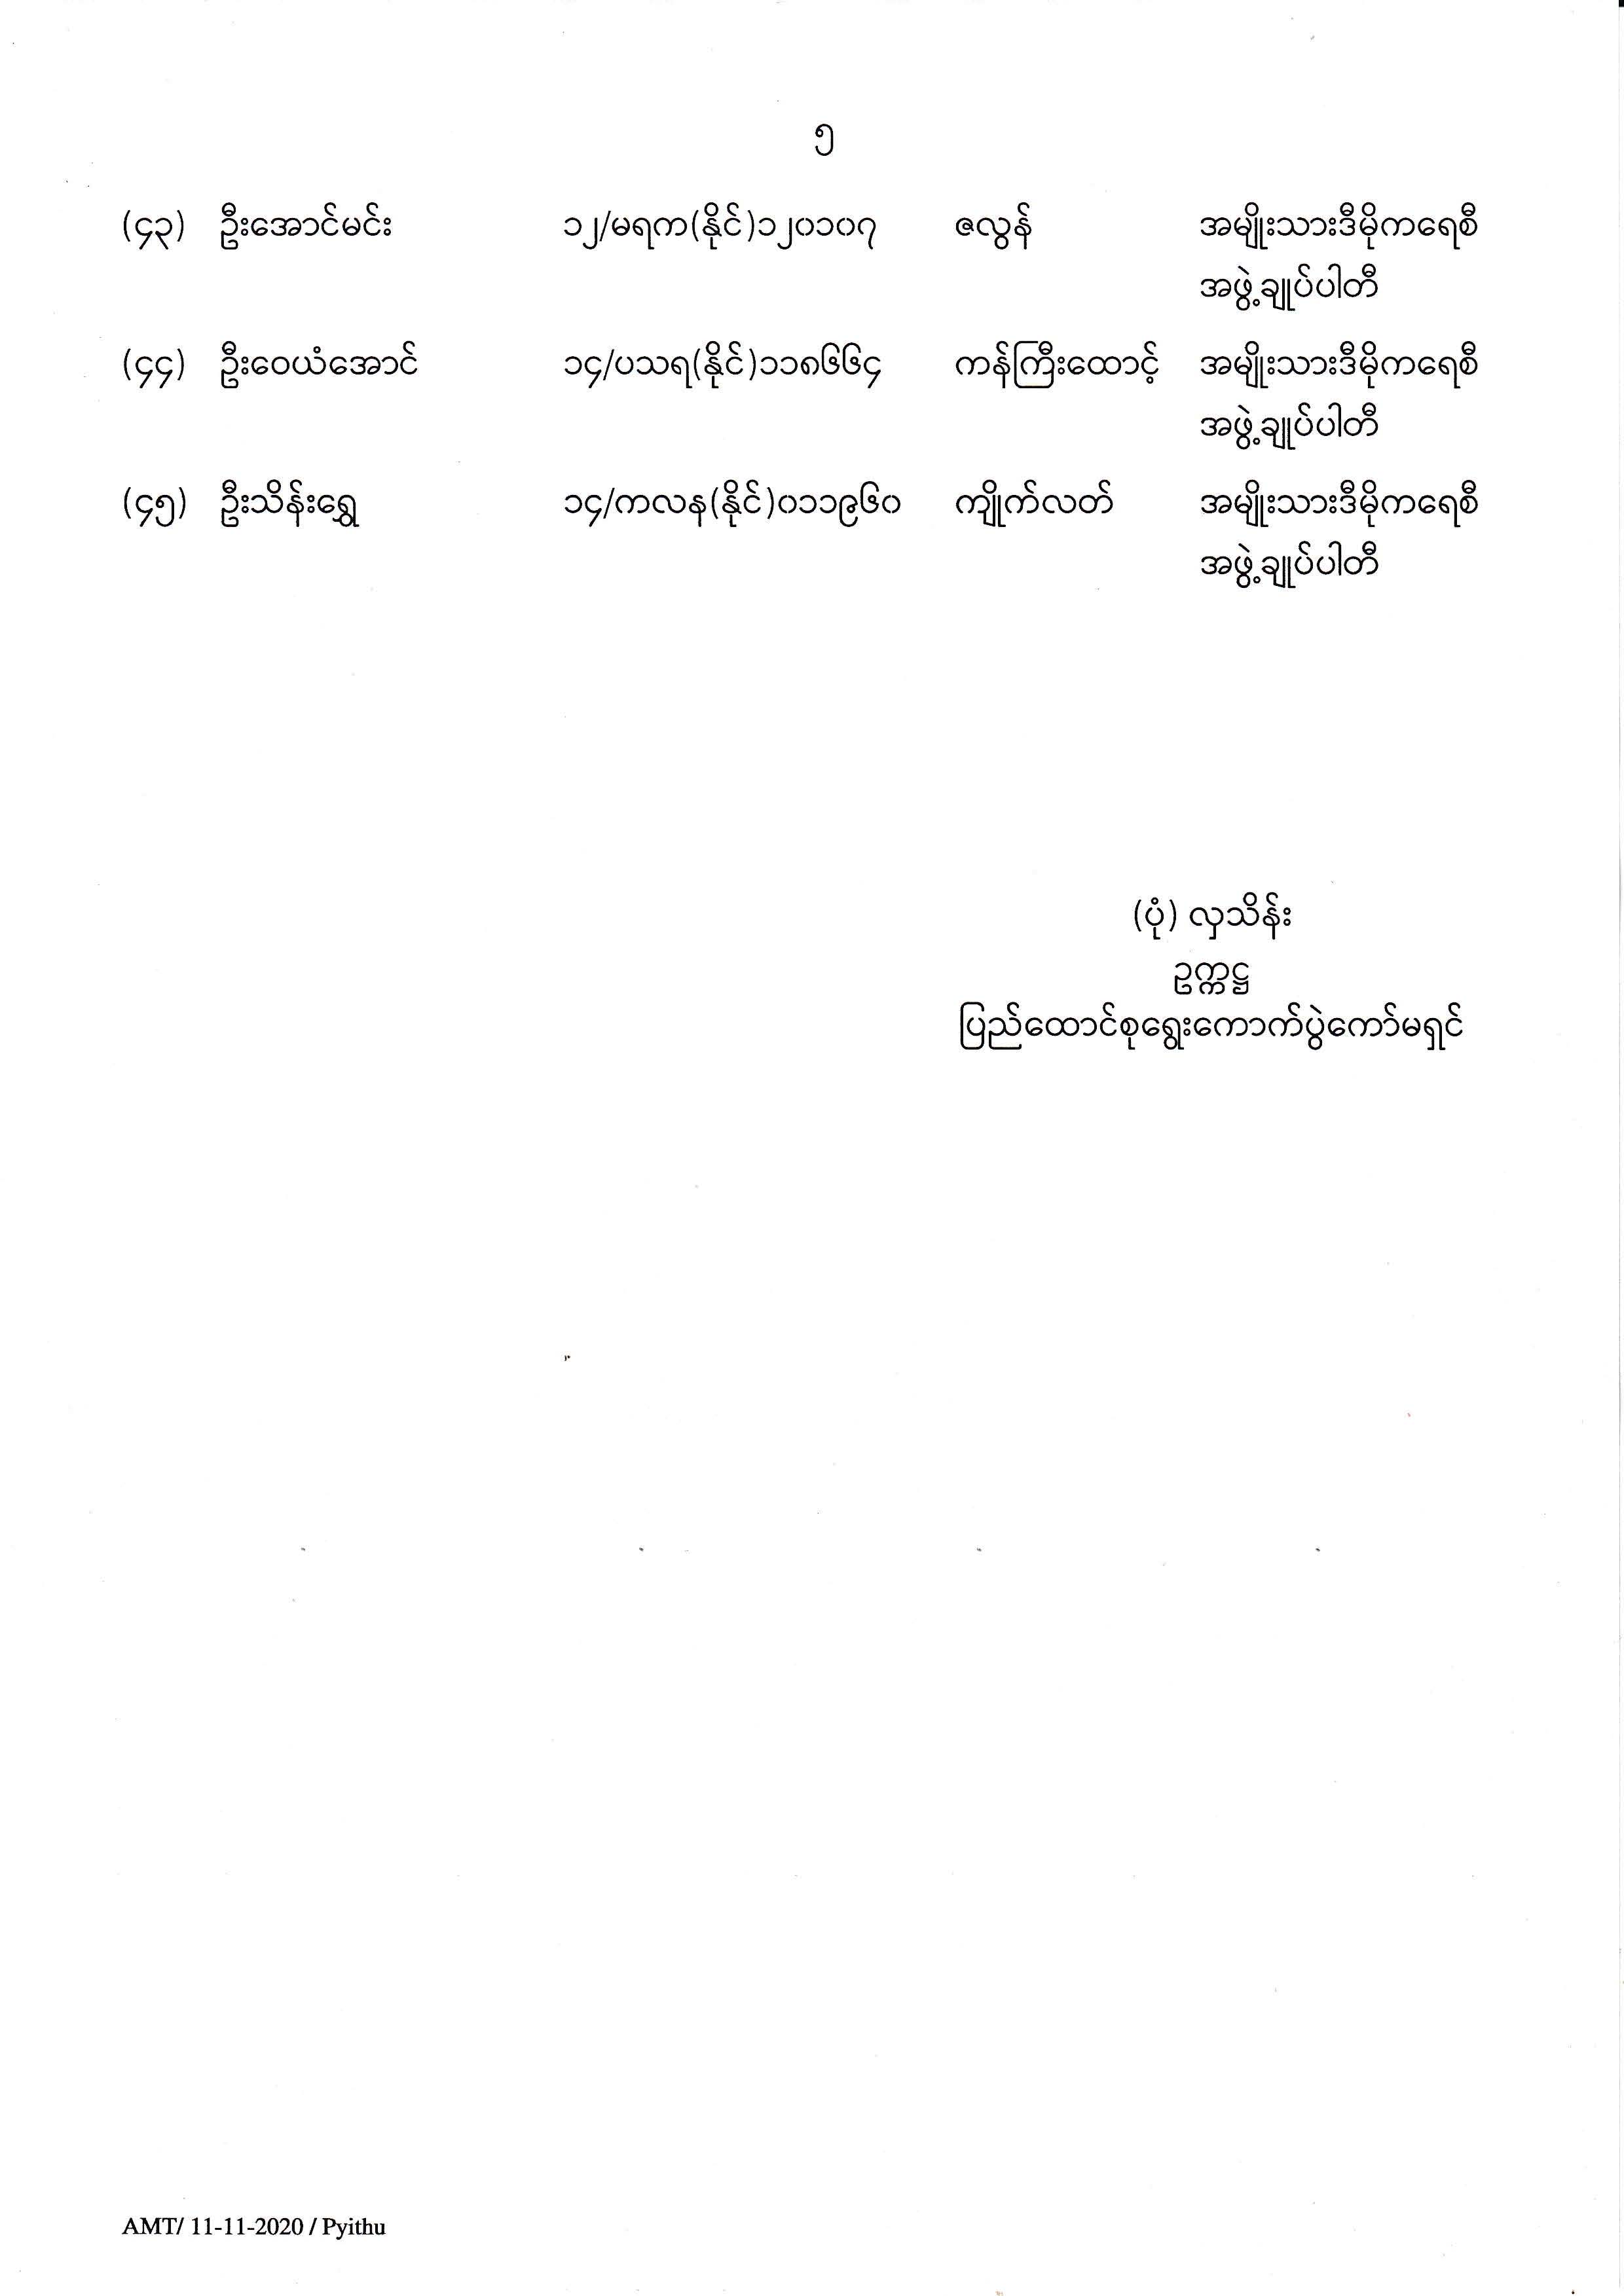 ၅
(၄၃) ဦးအောင်မင်း ၁၂/မရက(နိုင်)၁၂၀၁၀၇ ဇလွန် အမျိုးသားဒီမိုကရေစီ
အဖွဲ့ချုပ်ပါတီ
(၄၄) ဦးဝေယံအောင် ၁၄/ပသရ(နိုင်)၁၁၈၆၆၄ ကန်ကြီးထောင့် အမျိုးသားဒီမိုကရေစီ
အဖွဲ့ချုပ်ပါတီ
(၄၅) ဦးသိန်းရွှေ ၁၄/ကလန(နိုင်)၀၁၁၉၆၀ ကျိုက်လတ် အမျိုးသားဒီမိုကရေစီ
အဖွဲ့ချုပ်ပါတီ
(ပုံ) လှသိန်း
ဥက္ကဋ္ဌ
ပြည်ထောင်စုရွေးကောက်ပွဲကော်မရှင်
AMT/ 11-11-2020 / Pyithu